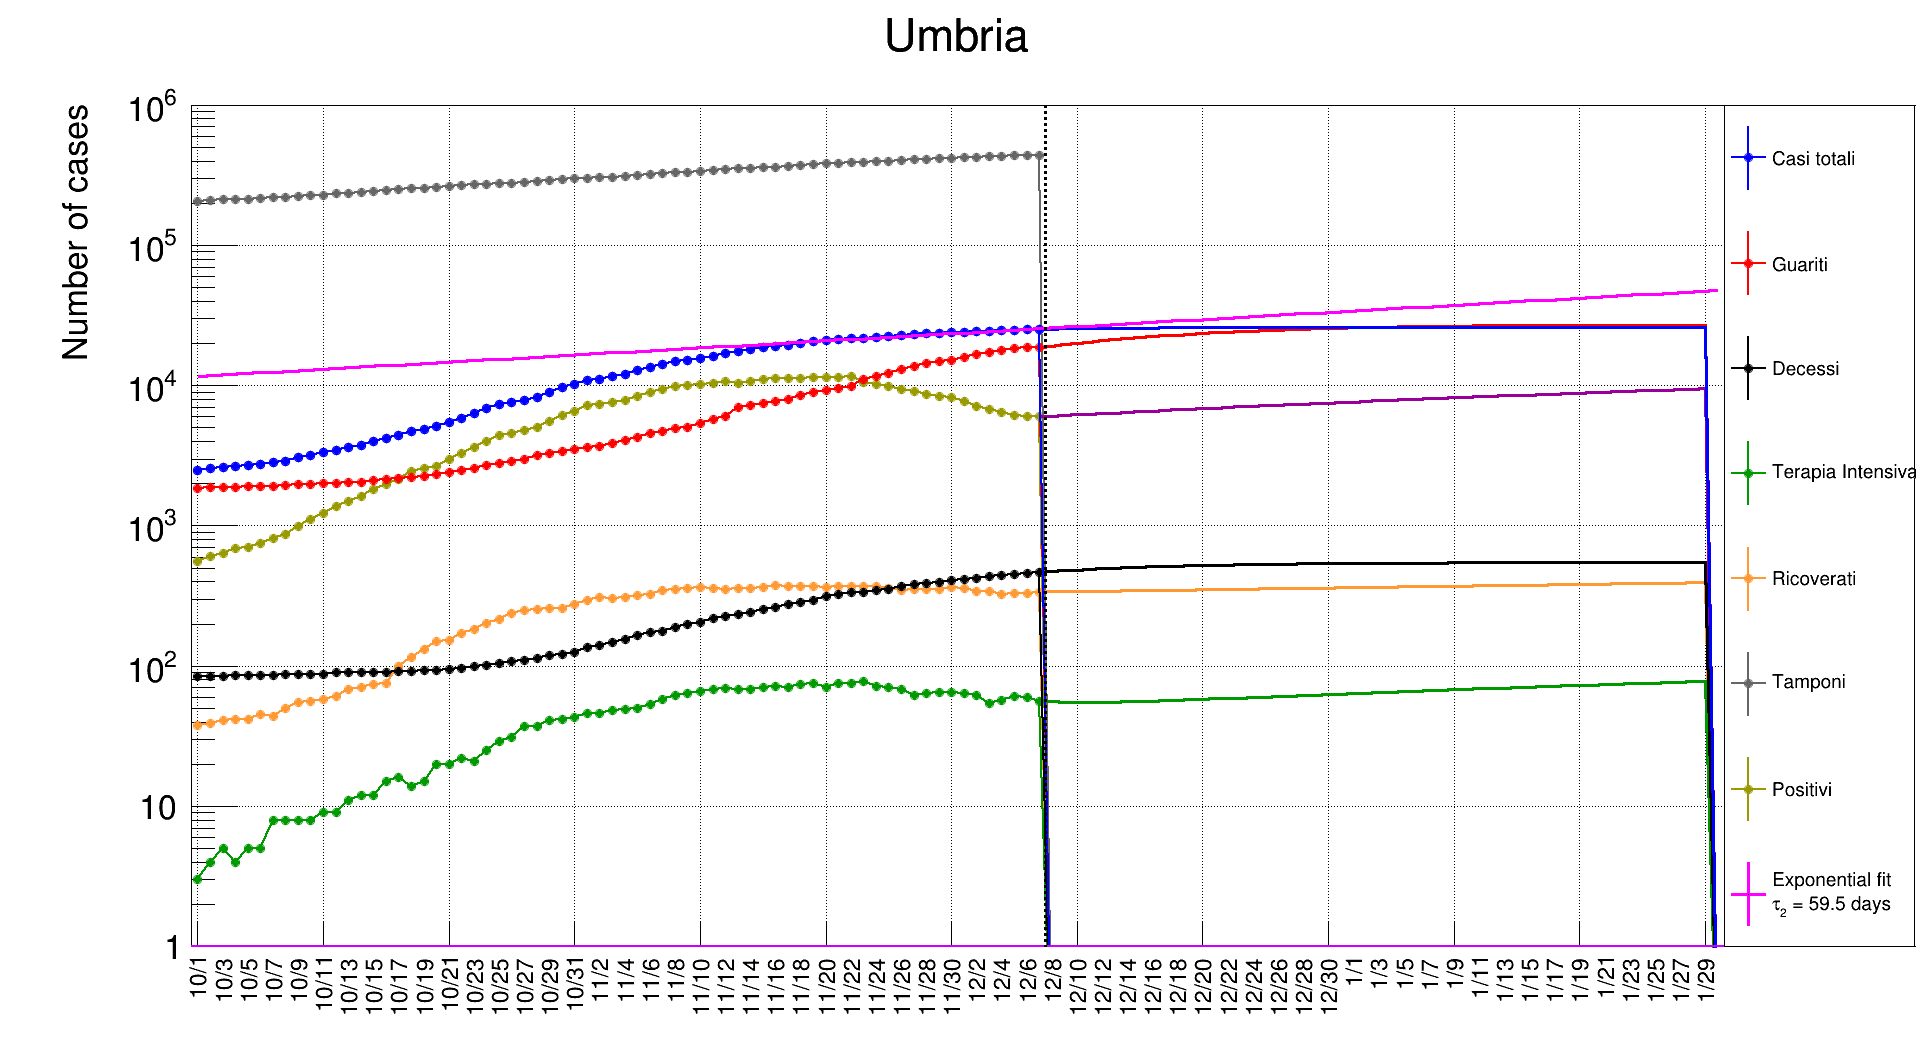 Umbria
Number of cases
10^6
10^5
10^4
10^3
10^2
10
1
10/1 10/3 10/5 10/7 10/9 10/11 10/13 10/15 10/17 10/19 10/21 10/23 10/25 10/27 10/29 10/31 11/2 11/4 11/6 11/8 11/10 11/12 11/14 11/16 11/18 11/20 11/22 11/24 11/26 11/28 11/30 12/2 12/4 12/6 12/8 12/10 12/12 12/14 12/16 12/18 12/20 12/22 12/24 12/26 12/28 12/30 1/1 1/3 1/5 1/7 1/9 1/11 1/13 1/15 1/17 1/19 1/21 1/23 1/25 1/27 1/29
Casi totali
Guariti
Decessi
Terapia Intensiva
Ricoverati
Tamponi
Positivi
Exponential fit
τ₂ = 59.5 days